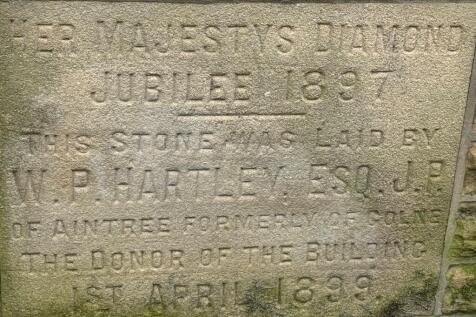 HER MAJESTYS DIAMOND
JUBILEE 1897
THIS STONE WAS LAID BY
W.P. HARTLEY, ESQ. J.P.
OF AINTREE FORMERLY OF COLNE
THE DONOR OF THE BUILDING
1ST APRIL 1899.